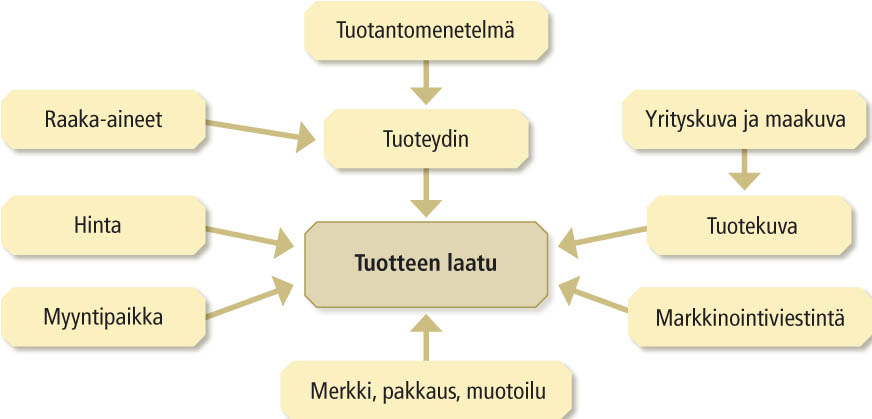 Tuotantomenetelmä
Raaka-aineet
Tuoteydin
Yrityskuva ja maakuva
Hinta
Tuotteen laatu
Tuotekuva
Myyntipaikka
Markkinointiviestintä
Merkki, pakkaus, muotoilu